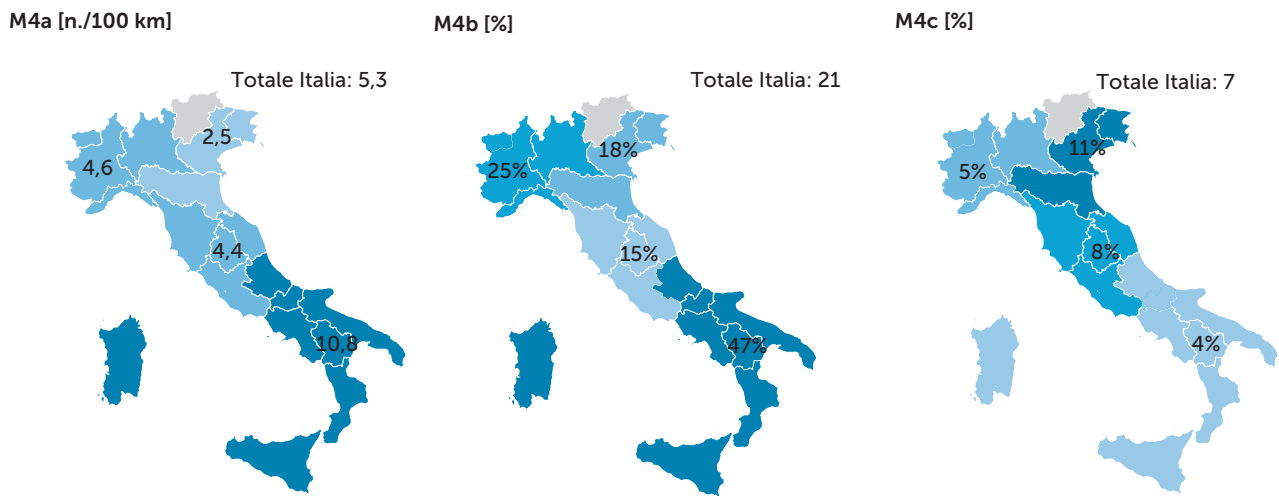 M4a [n./100 km]
Totale Italia: 5,3
2,5
4,6
4,4
10,8
M4b [%]
Totale Italia: 21
18%
25%
15%
47%
M4c [%]
Totale Italia: 7
11%
5%
8%
4%